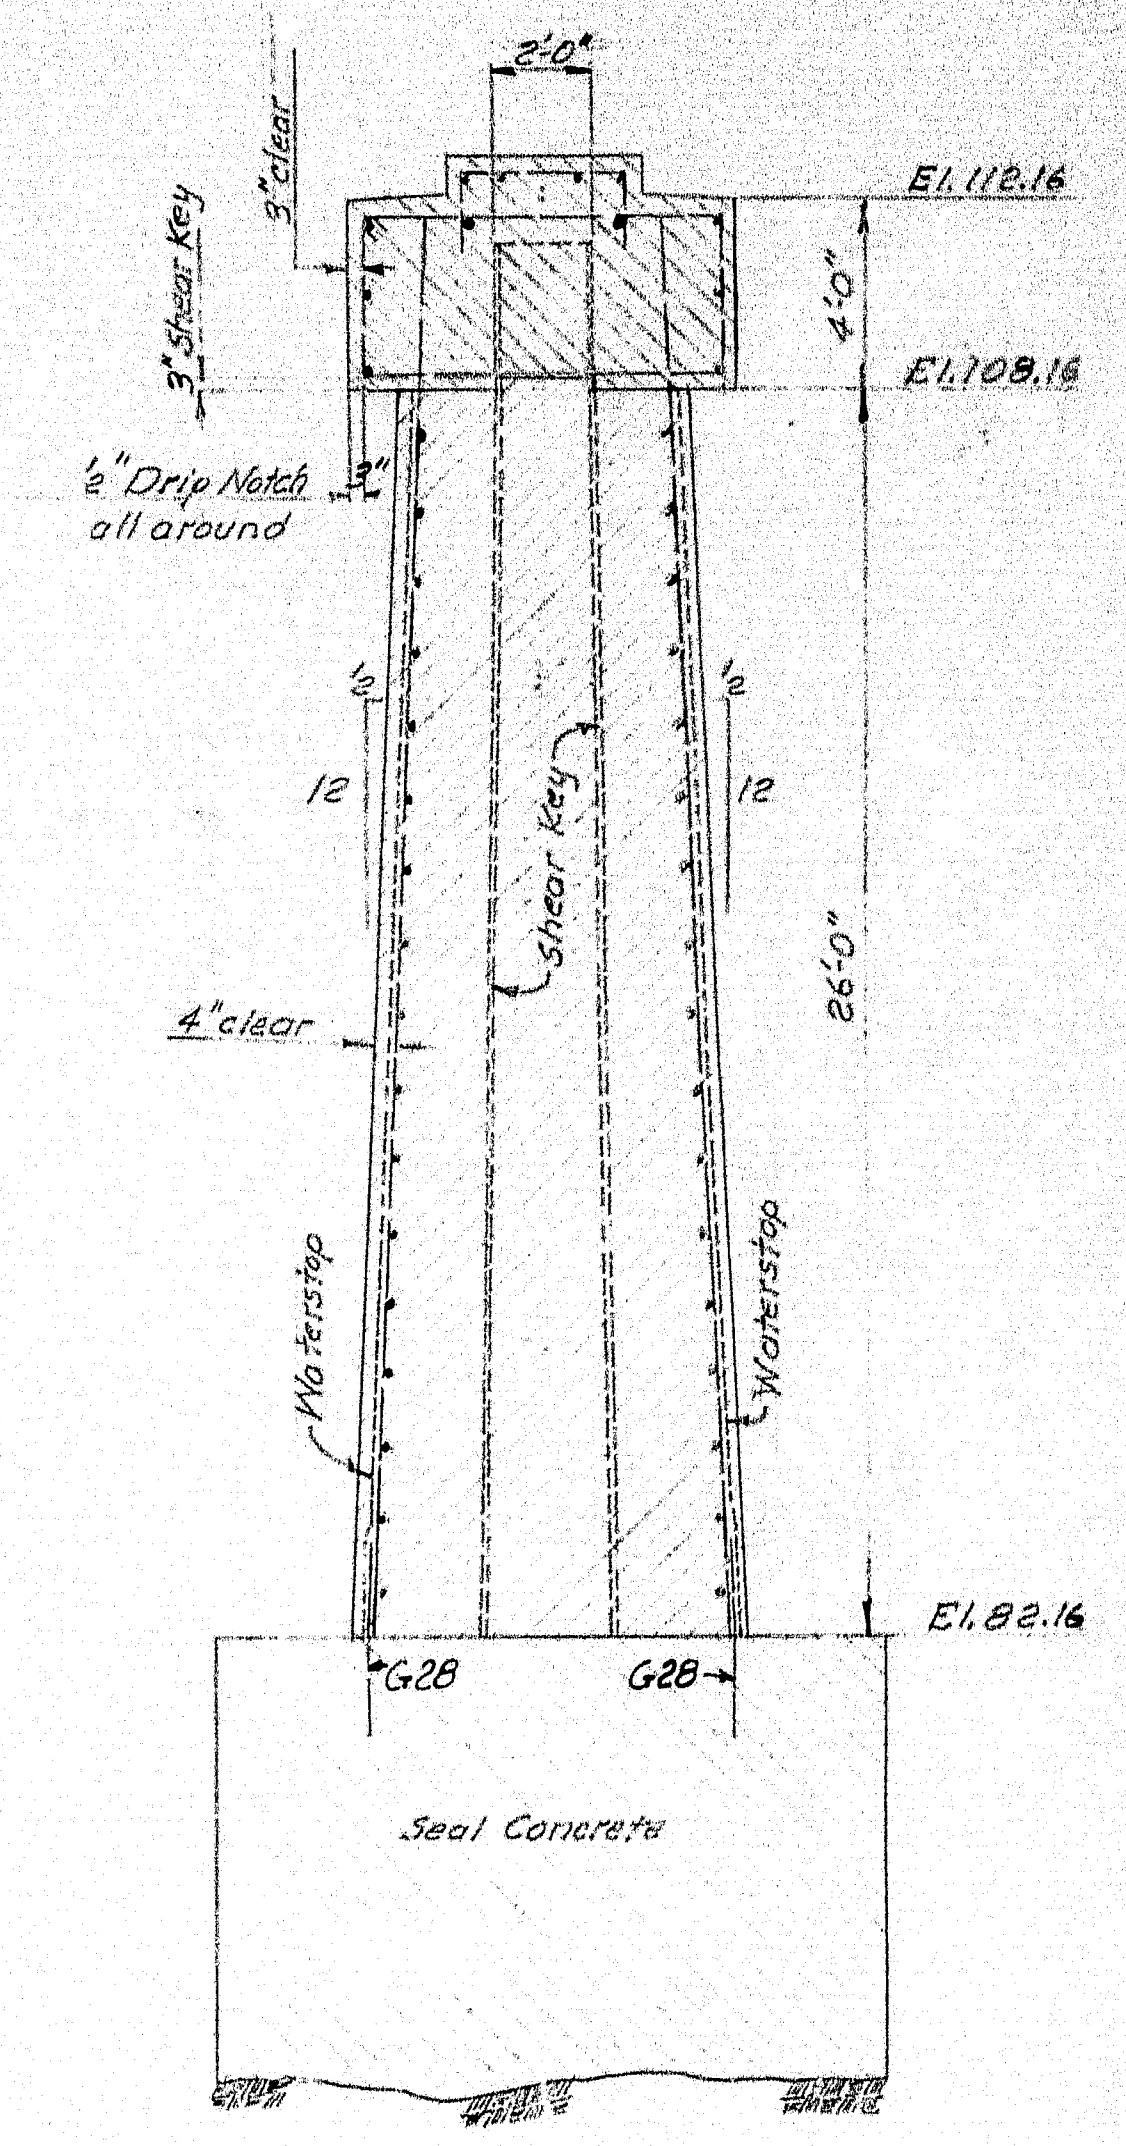 2'-0"
3" clear
3" Shear Key
El. 112.16
4'-0"
El. 108.16
3"
1/2" Drip Notch
all around
1/2
12
1/2
12
Shear Key
26'-0"
4" clear
Waterstop
Waterstop
El. 82.16
G28
G28
Seal Concrete